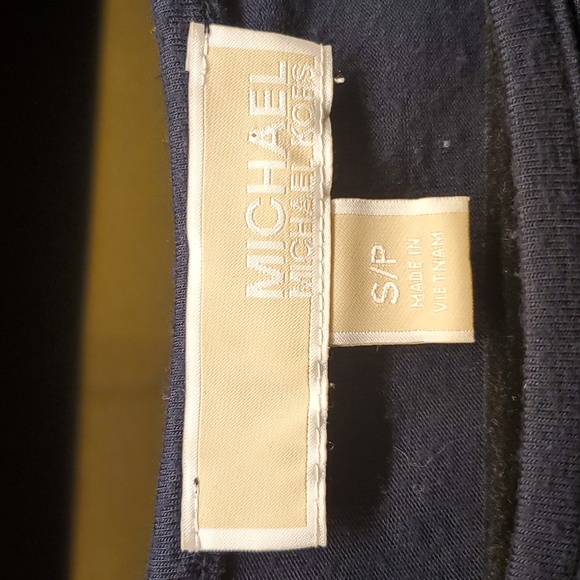 MICHAEL
MICHAEL KORS
S/P
MADE IN
VIETNAM